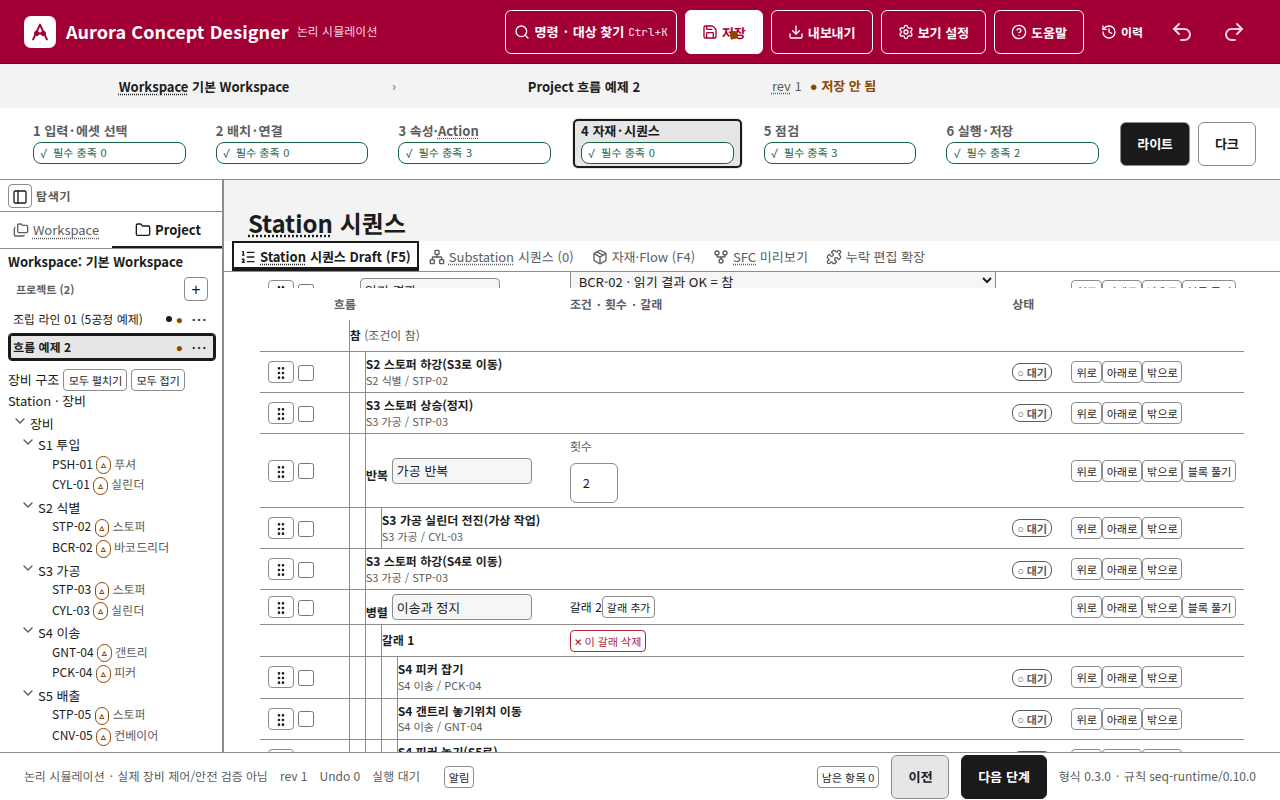 Aurora Concept Designer 논리 시뮬레이션
명령 · 대상 찾기 Ctrl+K
내보내기
보기 설정
도움말
이력
Workspace 기본 Workspace › Project 흐름 예제 2 rev 1 ● 저장 안 됨
1 입력·에셋 선택
✓ 필수 충족 0
2 배치·연결
✓ 필수 충족 0
3 속성·Action
✓ 필수 충족 3
4 자재·시퀀스
✓ 필수 충족 0
5 점검
✓ 필수 충족 3
6 실행·저장
✓ 필수 충족 2
라이트
다크
탐색기
Workspace
Project
Workspace: 기본 Workspace
프로젝트 (2)
+
조립 라인 01 (5공정 예제) ● ● ···
흐름 예제 2 ● ···
장비 구조 모두 펼치기 모두 접기
Station · 장비
장비
S1 투입
PSH-01 푸셔
CYL-01 실린더
S2 식별
STP-02 스토퍼
BCR-02 바코드리더
S3 가공
STP-03 스토퍼
CYL-03 실린더
S4 이송
GNT-04 갠트리
PCK-04 피커
S5 배출
STP-05 스토퍼
CNV-05 컨베이어
Station 시퀀스
Station 시퀀스 Draft (F5)
Substation 시퀀스 (0)
자재·Flow (F4)
SFC 미리보기
누락 편집 확장
BCR-02 · 읽기 결과 OK = 참
흐름 조건 · 횟수 · 갈래 상태
참 (조건이 참)
S2 스토퍼 하강(S3로 이동)
S2 식별 / STP-02
○ 대기 위로 아래로 밖으로
S3 스토퍼 상승(정지)
S3 가공 / STP-03
○ 대기 위로 아래로 밖으로
횟수
반복 가공 반복 2 위로 아래로 밖으로 블록 풀기
S3 가공 실린더 전진(가상 작업)
S3 가공 / CYL-03
○ 대기 위로 아래로 밖으로
S3 스토퍼 하강(S4로 이동)
S3 가공 / STP-03
○ 대기 위로 아래로 밖으로
병렬 이송과 정지 갈래 2 갈래 추가 위로 아래로 밖으로 블록 풀기
갈래 1 × 이 갈래 삭제
S4 피커 잡기
S4 이송 / PCK-04
○ 대기 위로 아래로 밖으로
S4 갠트리 놓기위치 이동
S4 이송 / GNT-04
○ 대기 위로 아래로 밖으로
S4 피커 놓기(S5로)
논리 시뮬레이션 · 실제 장비 제어/안전 검증 아님 rev 1 Undo 0 실행 대기 알림
남은 항목 0 이전 다음 단계 형식 0.3.0 · 규칙 seq-runtime/0.10.0